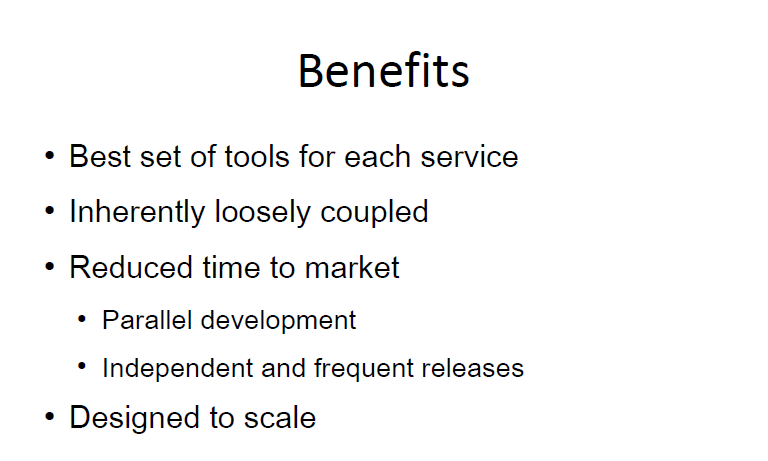 Benefits
• Best set of tools for each service
• Inherently loosely coupled
• Reduced time to market
• Parallel development
• Independent and frequent releases
• Designed to scale